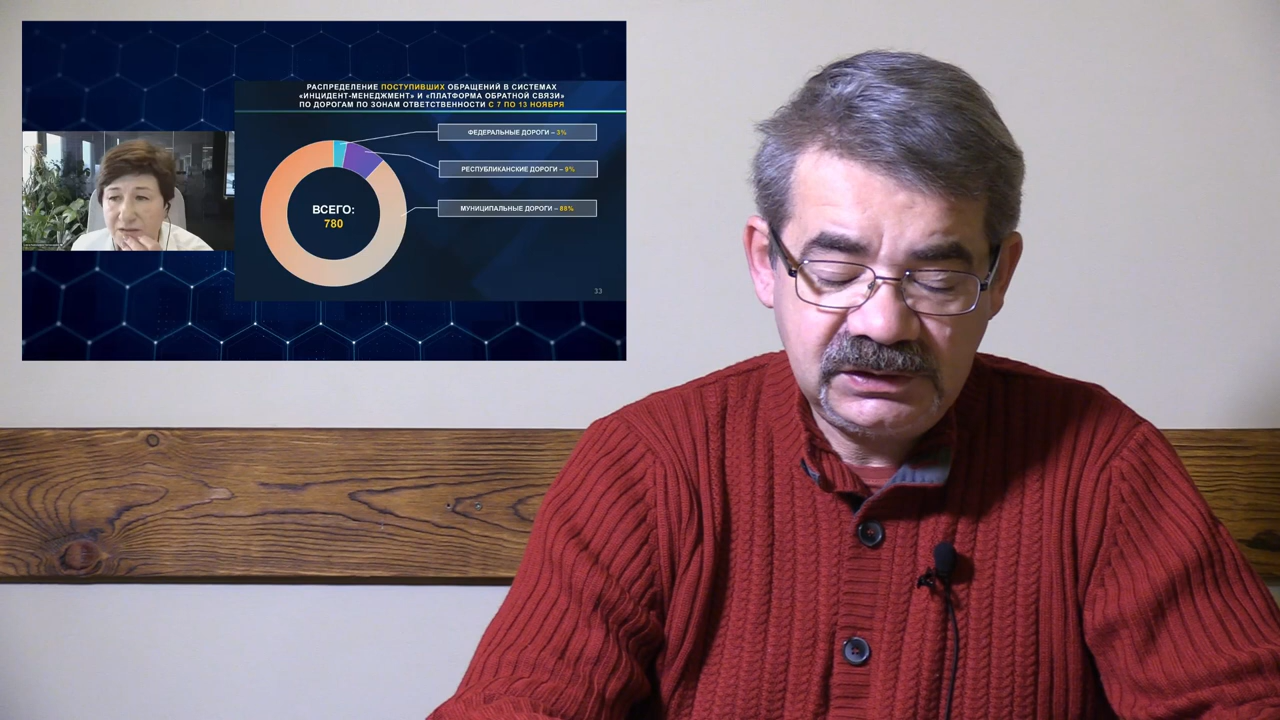 РАСПРЕДЕЛЕНИЕ ПОСТУПИВШИХ ОБРАЩЕНИЙ В СИСТЕМАХ
«ИНЦИДЕНТ-МЕНЕДЖМЕНТ» И «ПЛАТФОРМА ОБРАТНОЙ СВЯЗИ»
ПО ДОРОГАМ ПО ЗОНАМ ОТВЕТСТВЕННОСТИ С 7 ПО 13 НОЯБРЯ
ФЕДЕРАЛЬНЫЕ ДОРОГИ – 3%
РЕСПУБЛИКАНСКИЕ ДОРОГИ – 9%
МУНИЦИПАЛЬНЫЕ ДОРОГИ – 88%
ВСЕГО:
780
33